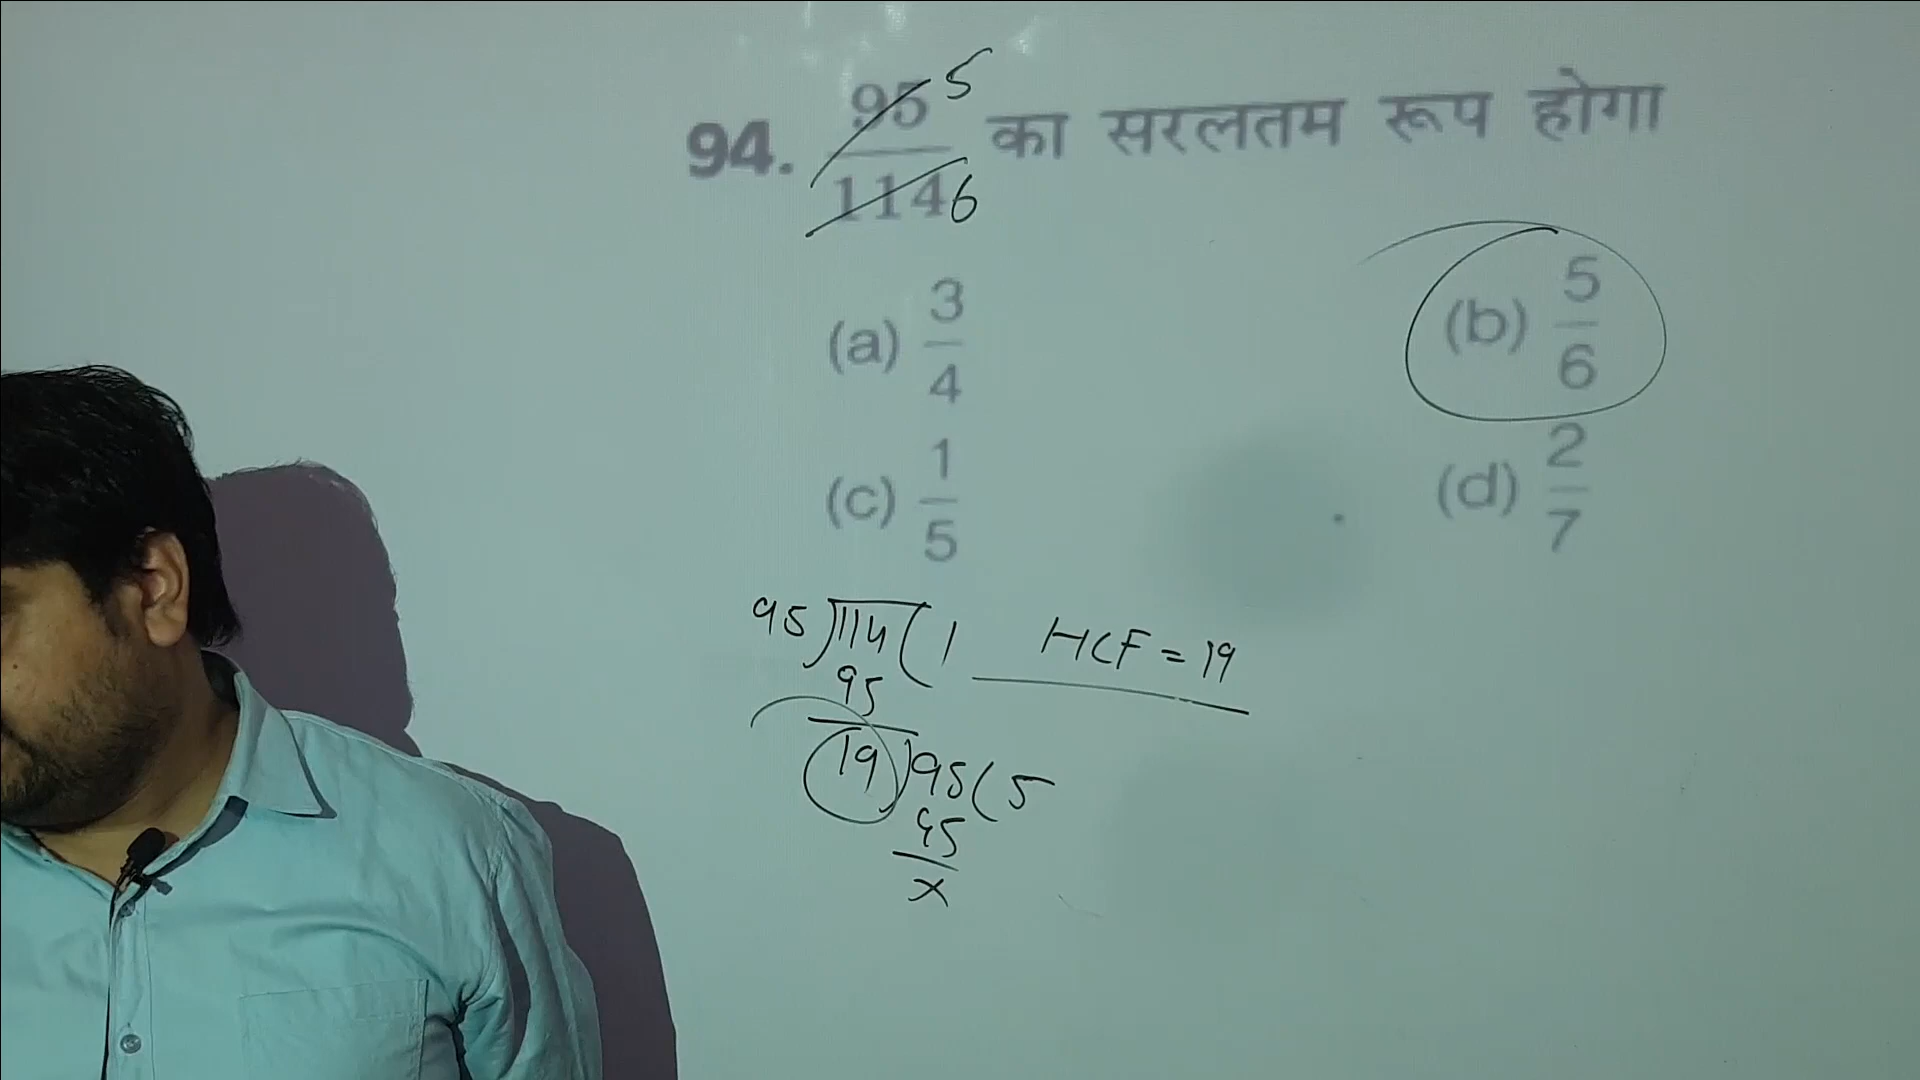 94. 95/114 का सरलतम रूप होगा
5
6
(a) 3/4
(b) 5/6
(c) 1/5
(d) 2/7
95)114(1 HCF = 19
95
19)95(5
95
x